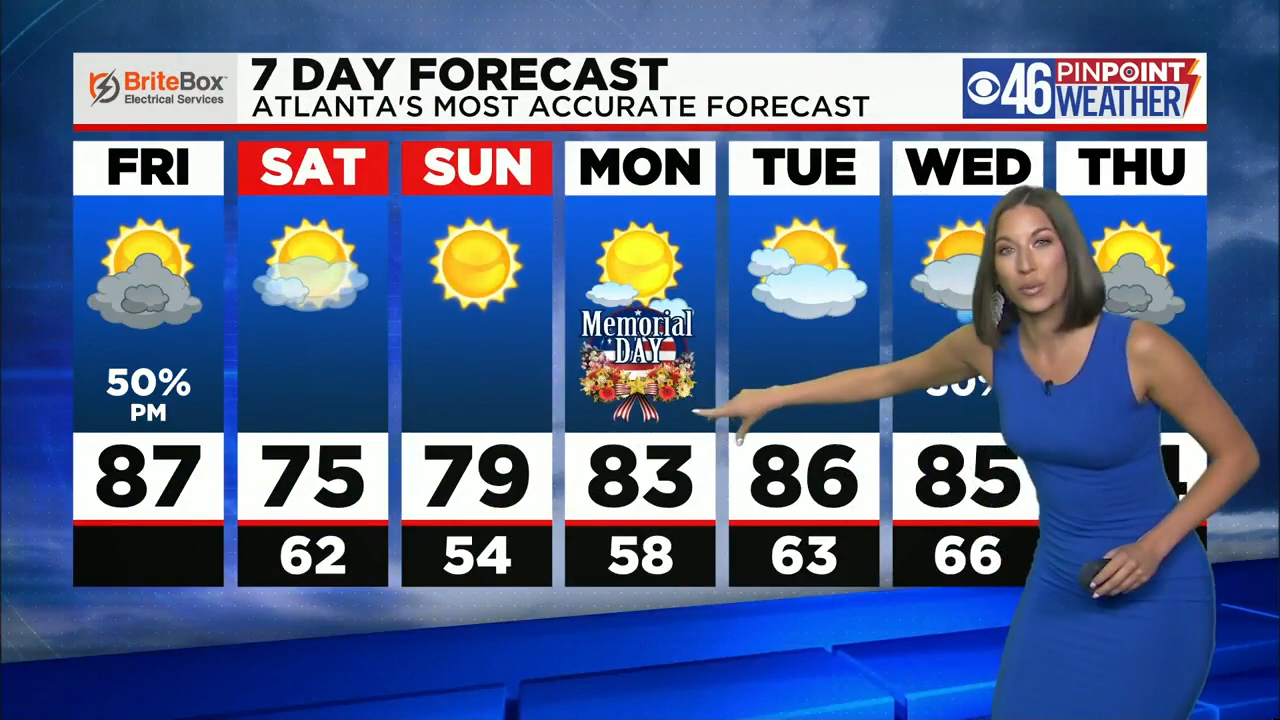 BriteBox
Electrical Services
7 DAY FORECAST
ATLANTA'S MOST ACCURATE FORECAST
46 PINPOINT
WEATHER
FRI SAT SUN MON TUE WED THU
Memorial
DAY
50%
PM
87 75 79 83 86 85
62 54 58 63 66